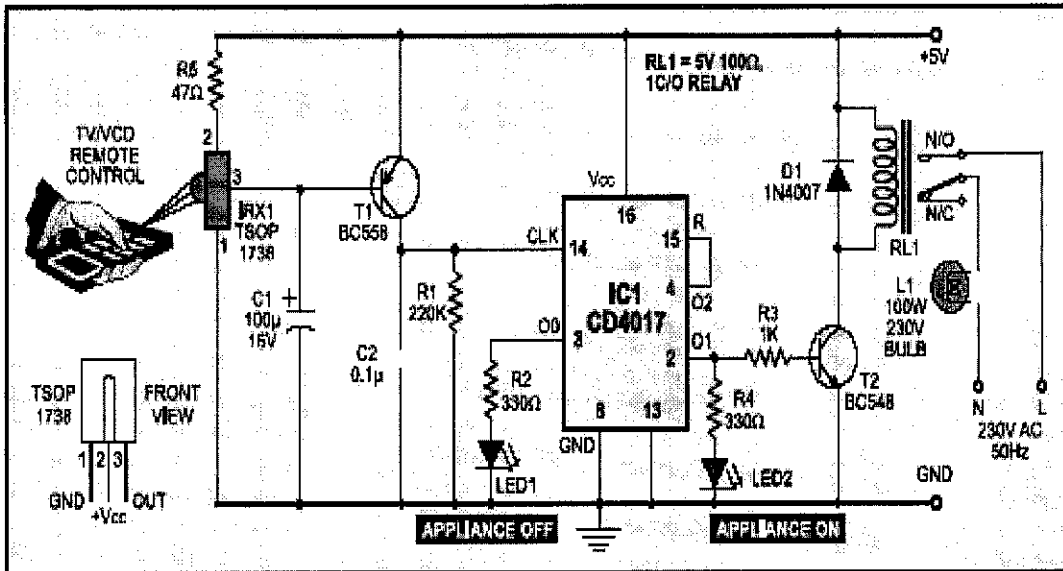 R5
47Ω
TV/VCD
REMOTE
CONTROL
2
3
1
IRX1
TSOP
1738
T1
BC558
RL1 = 5V 100Ω,
1C/O RELAY
+5V
D1
1N4007
N/O
N/C
RL1
Vcc
16
CLK
14
15
R
4
O2
IC1
CD4017
O0
3
2
O1
8
13
GND
C1
100µ
16V
+
R1
220K
C2
0.1µ
R2
330Ω
LED1
R3
1K
R4
330Ω
LED2
T2
BC548
L1
100W
230V
BULB
N
L
230V AC
50Hz
GND
TSOP
1738
FRONT
VIEW
1
2
3
GND
+Vcc
OUT
APPLIANCE OFF
APPLIANCE ON